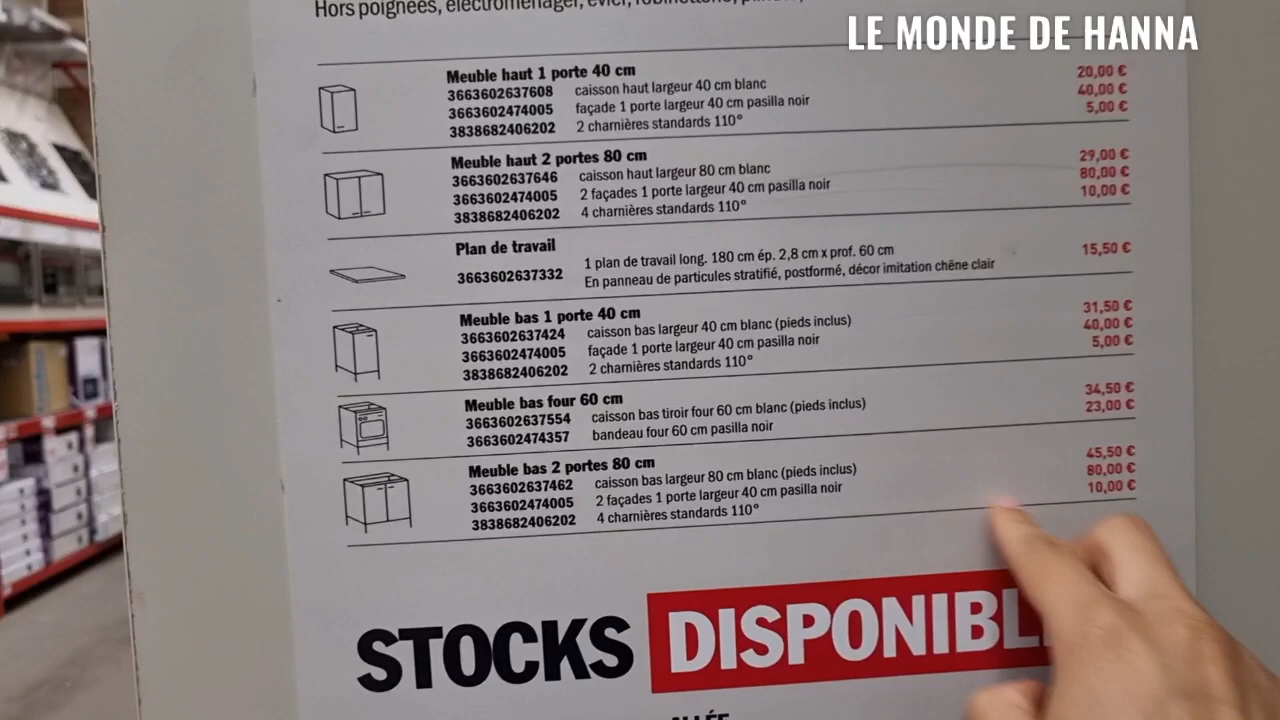 Hors poignées, électroménager, évier, robinetterie,
LE MONDE DE HANNA
Meuble haut 1 porte 40 cm
3663602637608 caisson haut largeur 40 cm blanc 20,00 €
3663602474005 façade 1 porte largeur 40 cm pasilla noir 40,00 €
3838682406202 2 charnières standards 110° 5,00 €
Meuble haut 2 portes 80 cm
3663602637646 caisson haut largeur 80 cm blanc 29,00 €
3663602474005 2 façades 1 porte largeur 40 cm pasilla noir 80,00 €
3838682406202 4 charnières standards 110° 10,00 €
Plan de travail
3663602637332 1 plan de travail long. 180 cm ép. 2,8 cm x prof. 60 cm 15,50 €
En panneau de particules stratifié, postformé, décor imitation chêne clair
Meuble bas 1 porte 40 cm
3663602637424 caisson bas largeur 40 cm blanc (pieds inclus) 31,50 €
3663602474005 façade 1 porte largeur 40 cm pasilla noir 40,00 €
3838682406202 2 charnières standards 110° 5,00 €
Meuble bas four 60 cm
3663602637554 caisson bas tiroir four 60 cm blanc (pieds inclus) 34,50 €
3663602474357 bandeau four 60 cm pasilla noir 23,00 €
Meuble bas 2 portes 80 cm
3663602637462 caisson bas largeur 80 cm blanc (pieds inclus) 45,50 €
3663602474005 2 façades 1 porte largeur 40 cm pasilla noir 80,00 €
3838682406202 4 charnières standards 110° 10,00 €
STOCKS DISPONIBL
ALLÉE